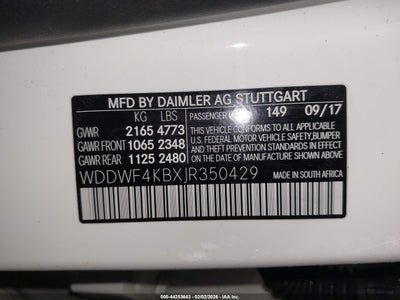 MFD BY DAIMLER AG STUTTGART
KG LBS
PASSENGER 149 09/17
GVWR 2165 4773
GAWR FRONT 1065 2348
GAWR REAR 1125 2480
THIS VEHICLE CONFORMS TO ALL APPLICABLE
U.S. FEDERAL MOTOR VEHICLE SAFETY, BUMPER
AND THEFT PREVENTION STANDARDS IN EFFECT
ON THE DATE OF MANUFACTURE SHOWN ABOVE.
WDDWF4KBXJR350429
MADE IN SOUTH AFRICA
000-44253643 - 02/02/2026 - IAA Inc.